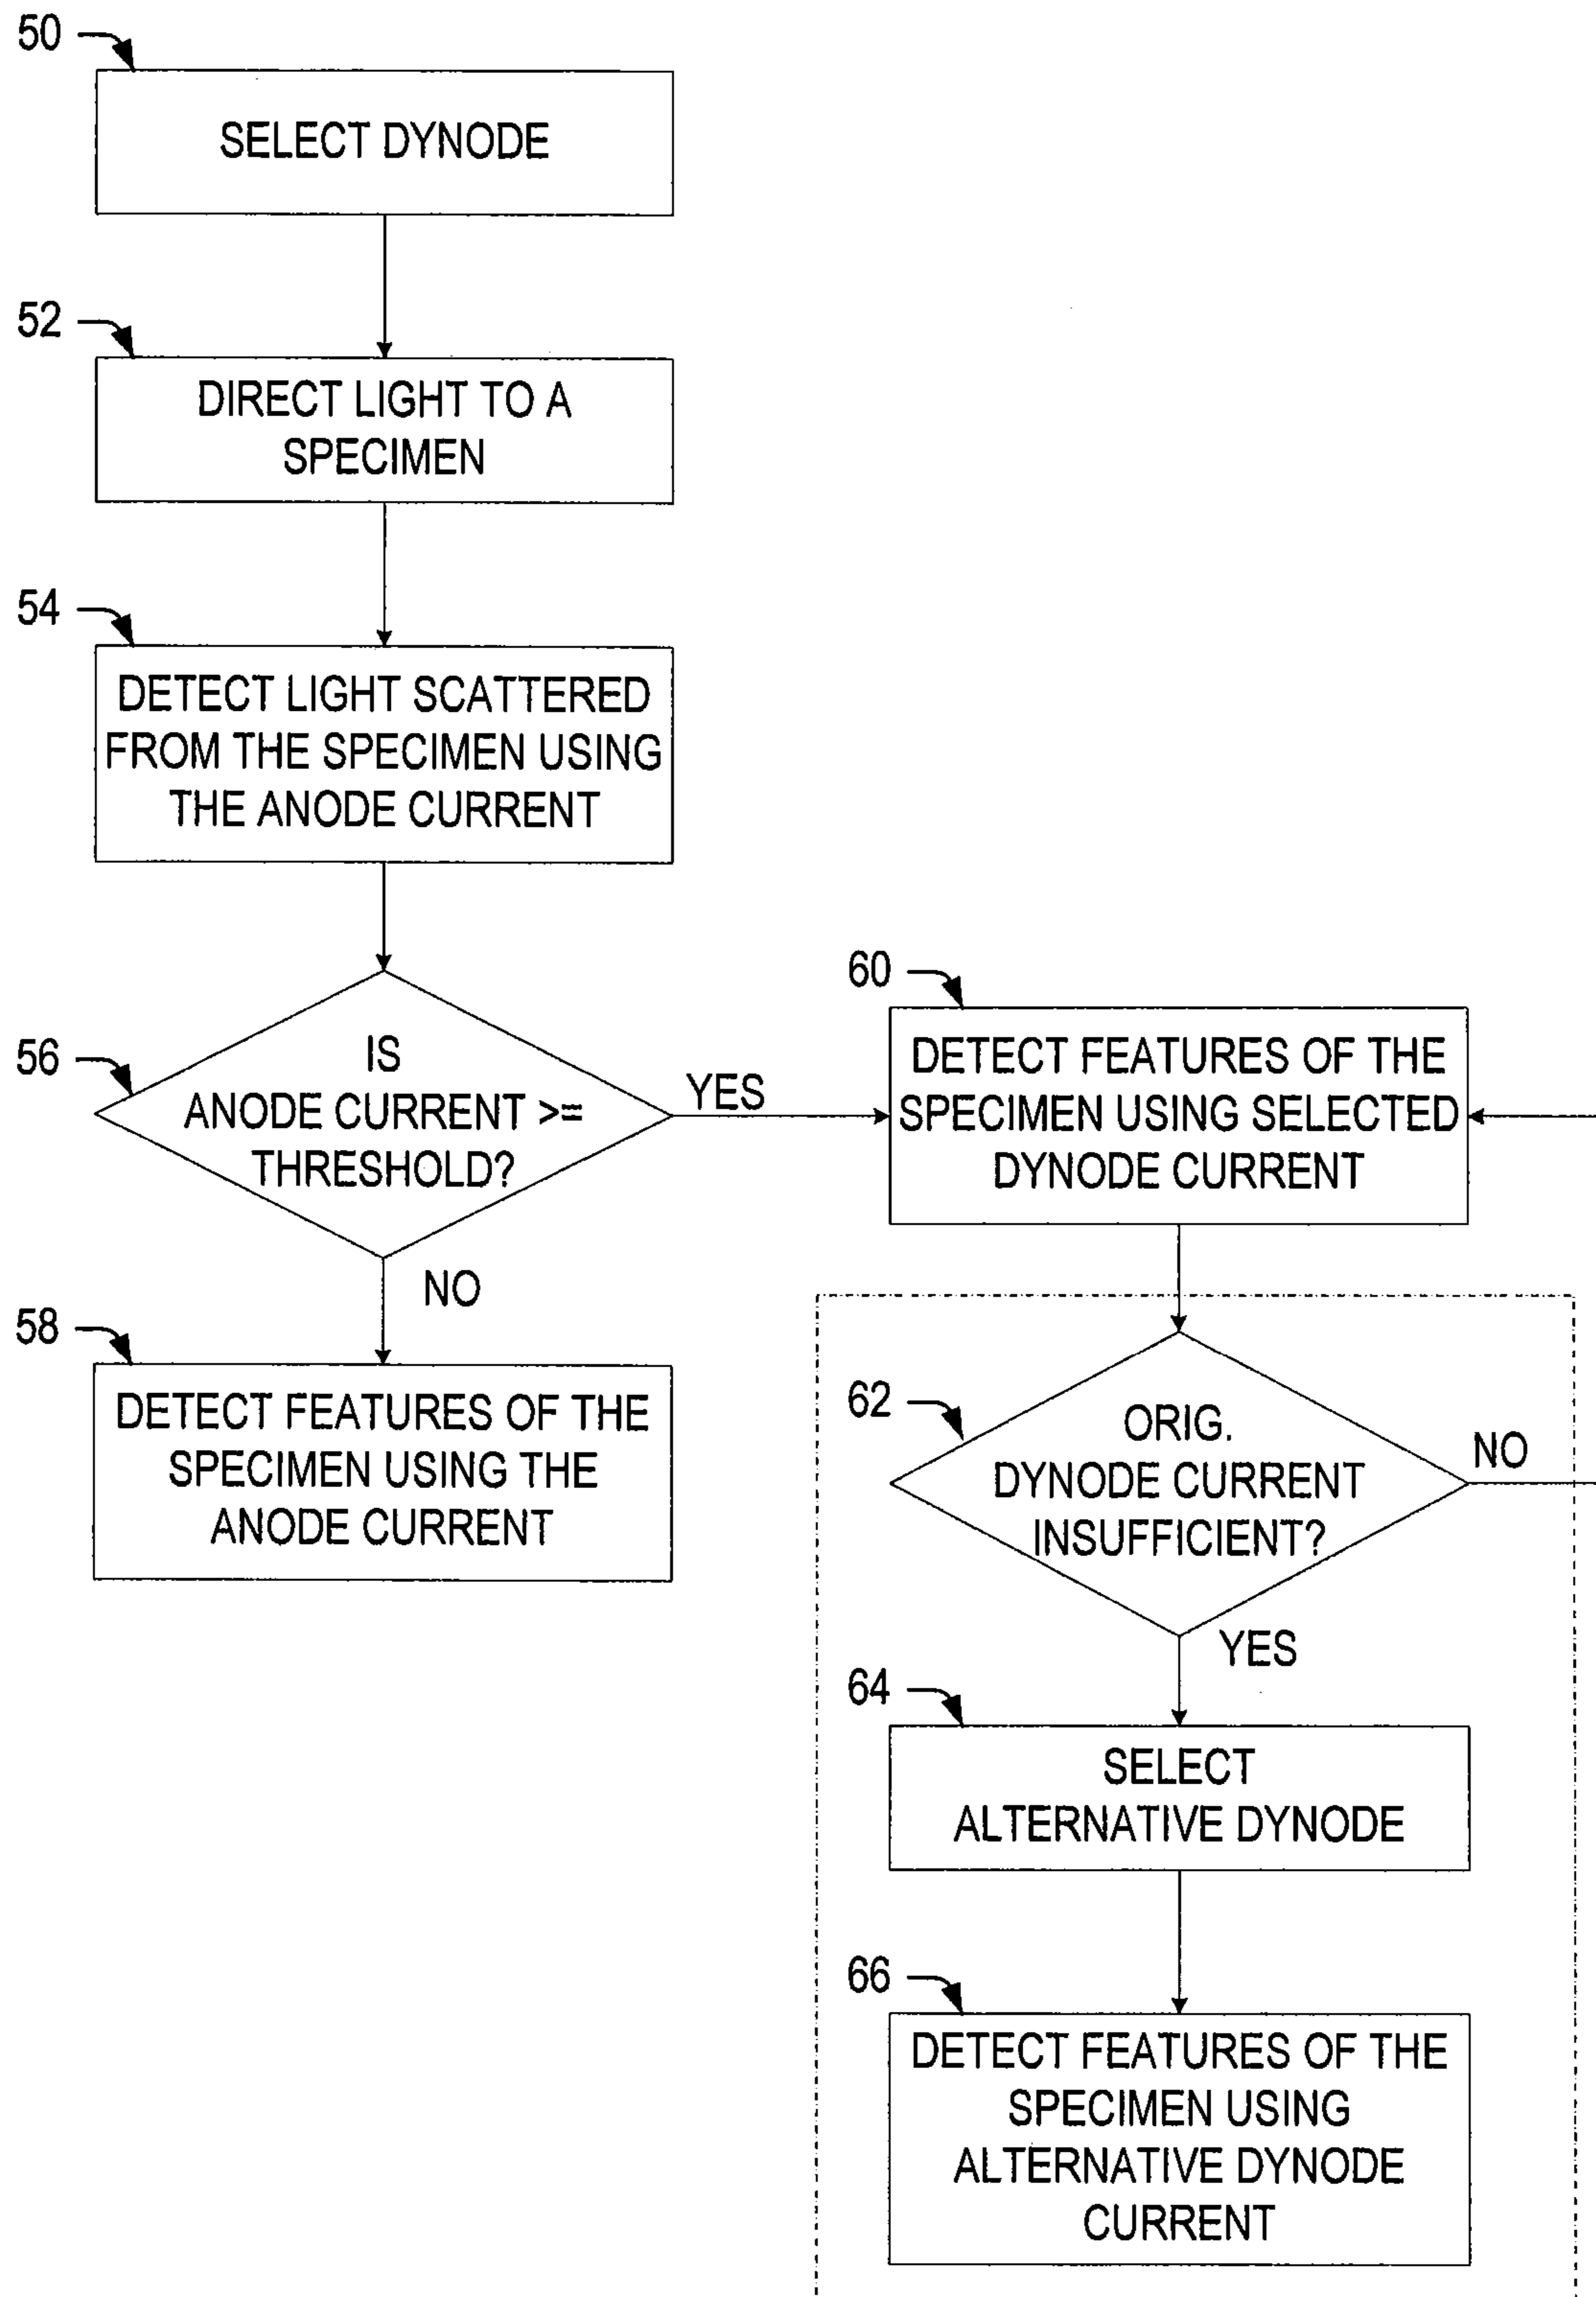 50
SELECT DYNODE
52
DIRECT LIGHT TO A
SPECIMEN
54
DETECT LIGHT SCATTERED
FROM THE SPECIMEN USING
THE ANODE CURRENT
56
IS
ANODE CURRENT >=
THRESHOLD?
YES
NO
58
DETECT FEATURES OF THE
SPECIMEN USING THE
ANODE CURRENT
60
DETECT FEATURES OF THE
SPECIMEN USING SELECTED
DYNODE CURRENT
62
ORIG.
DYNODE CURRENT
INSUFFICIENT?
NO
YES
64
SELECT
ALTERNATIVE DYNODE
66
DETECT FEATURES OF THE
SPECIMEN USING
ALTERNATIVE DYNODE
CURRENT